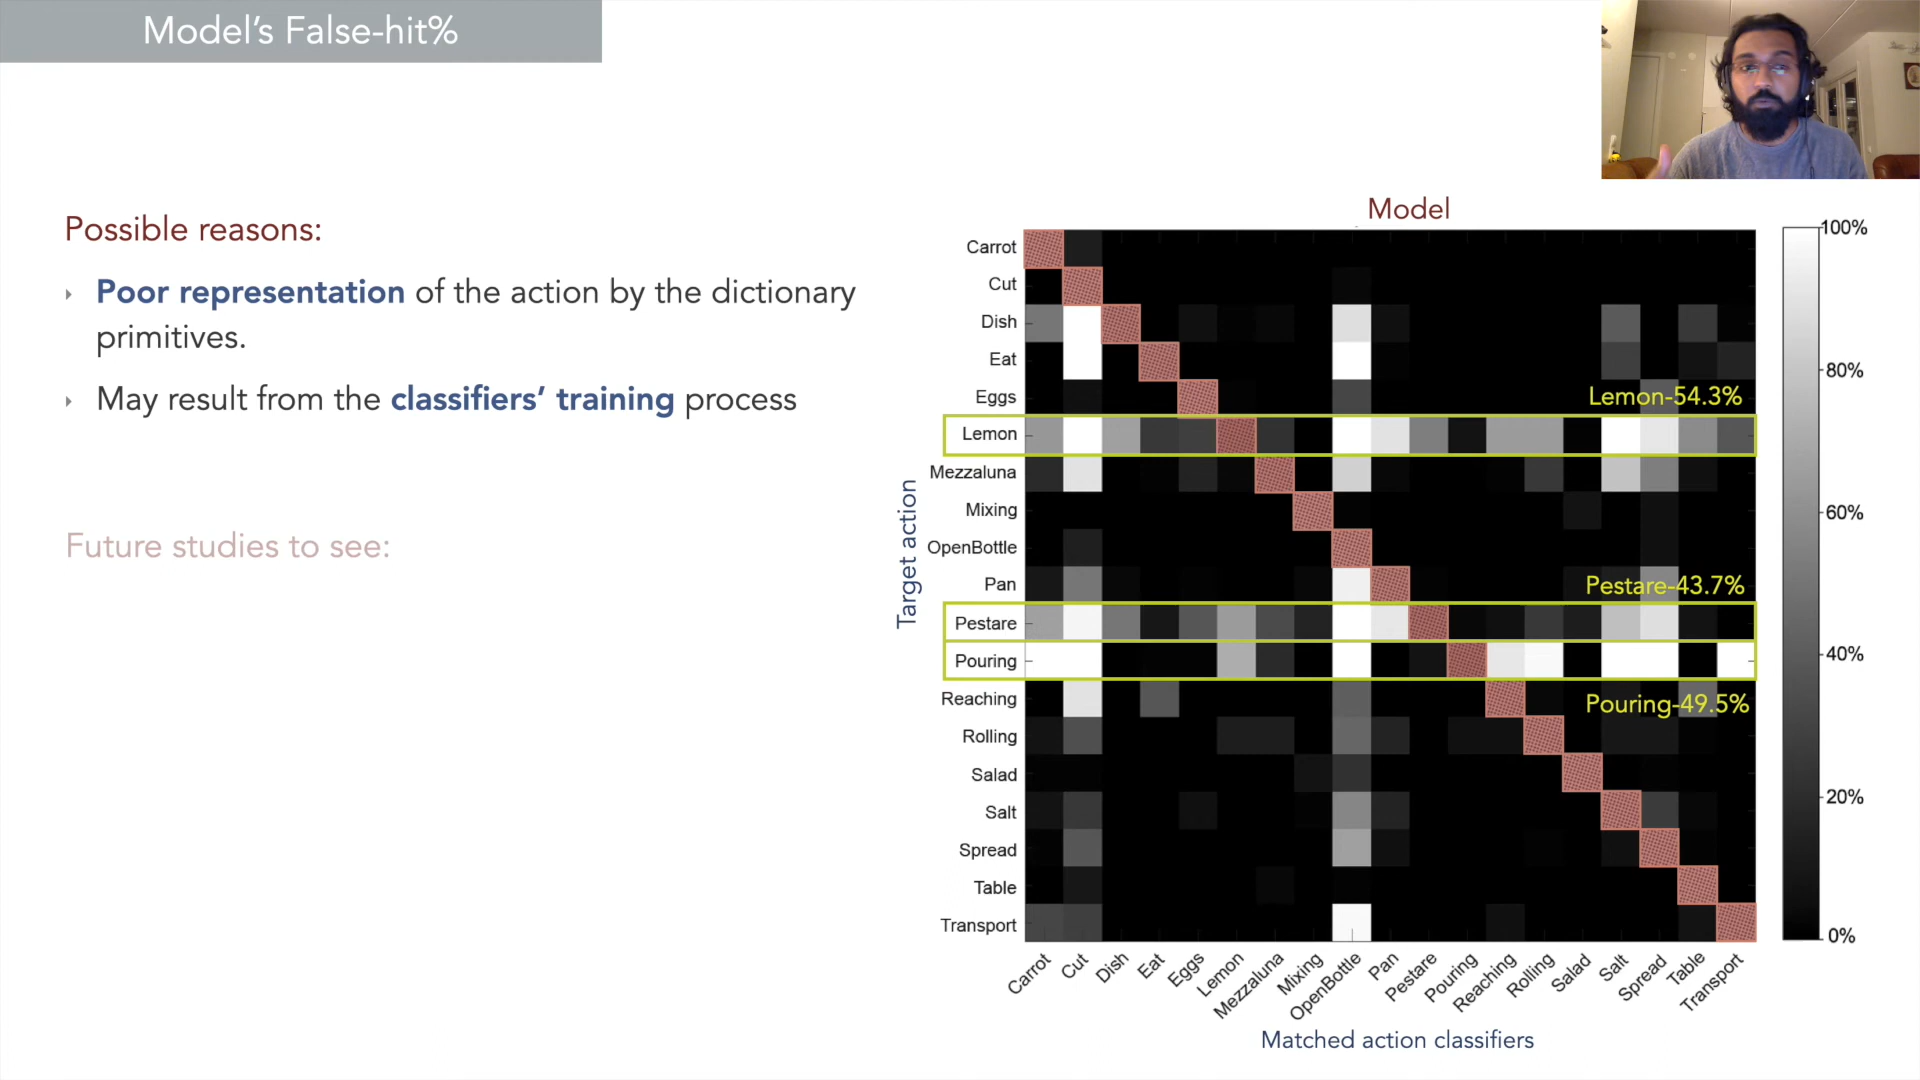 Model's False-hit%
Possible reasons:
Poor representation of the action by the dictionary
primitives.
May result from the classifiers' training process
Future studies to see:
Model
Target action
Carrot
Cut
Dish
Eat
Eggs
Lemon
Mezzaluna
Mixing
OpenBottle
Pan
Pestare
Pouring
Reaching
Rolling
Salad
Salt
Spread
Table
Transport
Lemon-54.3%
Pestare-43.7%
Pouring-49.5%
100%
80%
60%
40%
20%
0%
Carrot
Cut
Dish
Eat
Eggs
Lemon
Mezzaluna
Mixing
OpenBottle
Pan
Pestare
Pouring
Reaching
Rolling
Salad
Salt
Spread
Table
Transport
Matched action classifiers